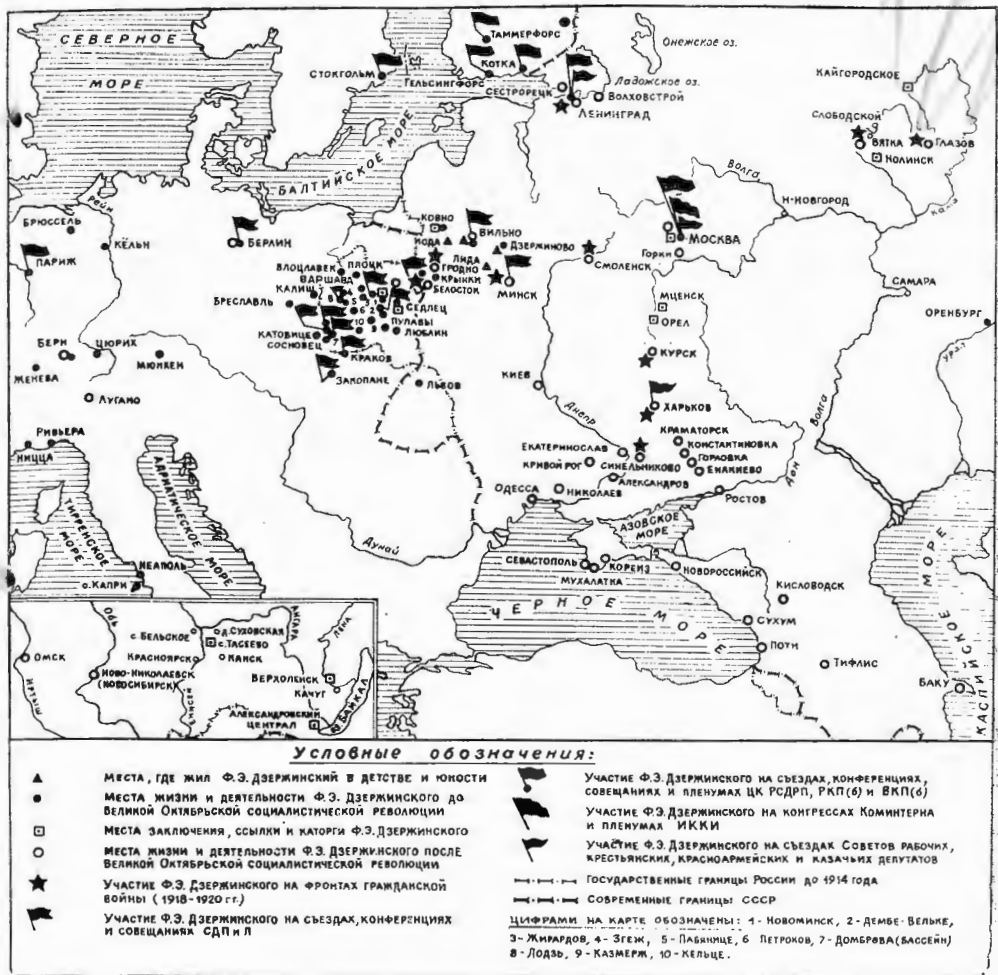 СЕВЕРНОЕ
МОРЕ
СТОКГОЛЬМ
ТАММЕРФОРС
КОТКА
ГЕЛЬСИНГФОРС
СЕСТРОРЕЦК
Онежское оз.
Ладожское оз.
ВОЛХОВСТРОЙ
ЛЕНИНГРАД
КАЙГОРОДСКОЕ
СЛОБОДСКОЙ
ВЯТКА
ГЛАЗОВ
НОЛИНСК
БАЛТИЙСКОЕ МОРЕ
Волга
Н-НОВГОРОД
Кама
Рейн
БРЮССЕЛЬ
КЁЛЬН
ПАРИЖ
БЕРЛИН
КОВНО
ИОДА
ВИЛЬНО
ДЗЕРЖИНОВО
ЛИДА
ГРОДНО
КРЫНКИ
БЕЛОСТОК
МИНСК
СМОЛЕНСК
МОСКВА
ГОРКИ
ВЛОЦЛАВЕК
ПЛОЦК
ВАРШАВА
КАЛИШ
БРЕСЛАВЛЬ
СЕДЛЕЦ
ПУЛАВЫ
ЛЮБЛИН
КАТОВИЦЕ
СОСНОВЕЦ
КРАКОВ
ЗАКОПАНЕ
ЛЬВОВ
МЦЕНСК
ОРЕЛ
КУРСК
САМАРА
ОРЕНБУРГ
Урал
БЕРН
ЦЮРИХ
МЮНХЕН
ЖЕНЕВА
ЛУГАНО
КИЕВ
Днепр
ХАРЬКОВ
Волга
РИВЬЕРА
НИЦЦА
АДРИАТИЧЕСКОЕ МОРЕ
ТИРРЕНСКОЕ МОРЕ
НЕАПОЛЬ
о.КАПРИ
Дунай
КРАМАТОРСК
ЕКАТЕРИНОСЛАВ
КОНСТАНТИНОВКА
КРИВОЙ РОГ
СИНЕЛЬНИКОВО
ГОРЛОВКА
ЕНАКИЕВО
АЛЕКСАНДРОВ
Дон
ОДЕССА
НИКОЛАЕВ
РОСТОВ
АЗОВСКОЕ
МОРЕ
СЕВАСТОПОЛЬ
КОРЕИЗ
МУХАЛАТКА
НОВОРОССИЙСК
КИСЛОВОДСК
ЧЕРНОЕ МОРЕ
СУХУМ
ПОТИ
ТИФЛИС
БАКУ
КАСПИЙСКОЕ МОРЕ
ОМСК
ИРТЫШ
ОБЬ
НОВО-НИКОЛАЕВСК
(НОВОСИБИРСК)
с.БЕЛЬСКОЕ
КРАСНОЯРСК
ЕНИСЕЙ
д.СУХОВСКАЯ
с.ТАСЕЕВО
КАНСК
АНГАРА
ЛЕНА
ВЕРХОЛЕНСК
КАЧУГ
АЛЕКСАНДРОВСКИЙ
ЦЕНТРАЛ
оз.БАЙКАЛ
Условные обозначения:
МЕСТА, ГДЕ ЖИЛ Ф.Э.ДЗЕРЖИНСКИЙ В ДЕТСТВЕ И ЮНОСТИ
МЕСТА ЖИЗНИ И ДЕЯТЕЛЬНОСТИ Ф.Э. ДЗЕРЖИНСКОГО ДО
ВЕЛИКОЙ ОКТЯБРЬСКОЙ СОЦИАЛИСТИЧЕСКОЙ РЕВОЛЮЦИИ
МЕСТА ЗАКЛЮЧЕНИЯ, ССЫЛКИ И КАТОРГИ Ф.Э.ДЗЕРЖИНСКОГО
МЕСТА ЖИЗНИ И ДЕЯТЕЛЬНОСТИ Ф.Э. ДЗЕРЖИНСКОГО ПОСЛЕ
ВЕЛИКОЙ ОКТЯБРЬСКОЙ СОЦИАЛИСТИЧЕСКОЙ РЕВОЛЮЦИИ
УЧАСТИЕ Ф.Э. ДЗЕРЖИНСКОГО НА ФРОНТАХ ГРАЖДАНСКОЙ
ВОЙНЫ (1918-1920 гг.)
УЧАСТИЕ Ф.Э. ДЗЕРЖИНСКОГО НА СЪЕЗДАХ, КОНФЕРЕНЦИЯХ
И СОВЕЩАНИЯХ СДПиЛ
УЧАСТИЕ Ф.Э.ДЗЕРЖИНСКОГО НА СЪЕЗДАХ, КОНФЕРЕНЦИЯХ,
СОВЕЩАНИЯХ И ПЛЕНУМАХ ЦК РСДРП, РКП(б) И ВКП(б)
УЧАСТИЕ Ф.Э.ДЗЕРЖИНСКОГО НА КОНГРЕССАХ КОМИНТЕРНА
И ПЛЕНУМАХ ИККИ
УЧАСТИЕ Ф.Э. ДЗЕРЖИНСКОГО НА СЪЕЗДАХ СОВЕТОВ РАБОЧИХ,
КРЕСТЬЯНСКИХ, КРАСНОАРМЕЙСКИХ И КАЗАЧЬИХ ДЕПУТАТОВ
ГОСУДАРСТВЕННЫЕ ГРАНИЦЫ РОССИИ ДО 1914 ГОДА
СОВРЕМЕННЫЕ ГРАНИЦЫ СССР
ЦИФРАМИ НА КАРТЕ ОБОЗНАЧЕНЫ: 1-НОВОМИНСК, 2-ДЕМБЕ-ВЕЛЬКЕ,
3-ЖИРАРДОВ, 4-ЗГЕЖ, 5-ПАБЯНИЦЕ, 6 ПЕТРОКОВ, 7-ДОМБРОВА(БАССЕЙН)
8-ЛОДЗЬ, 9-КАЗМЕРЖ, 10-КЕЛЬЦЕ.